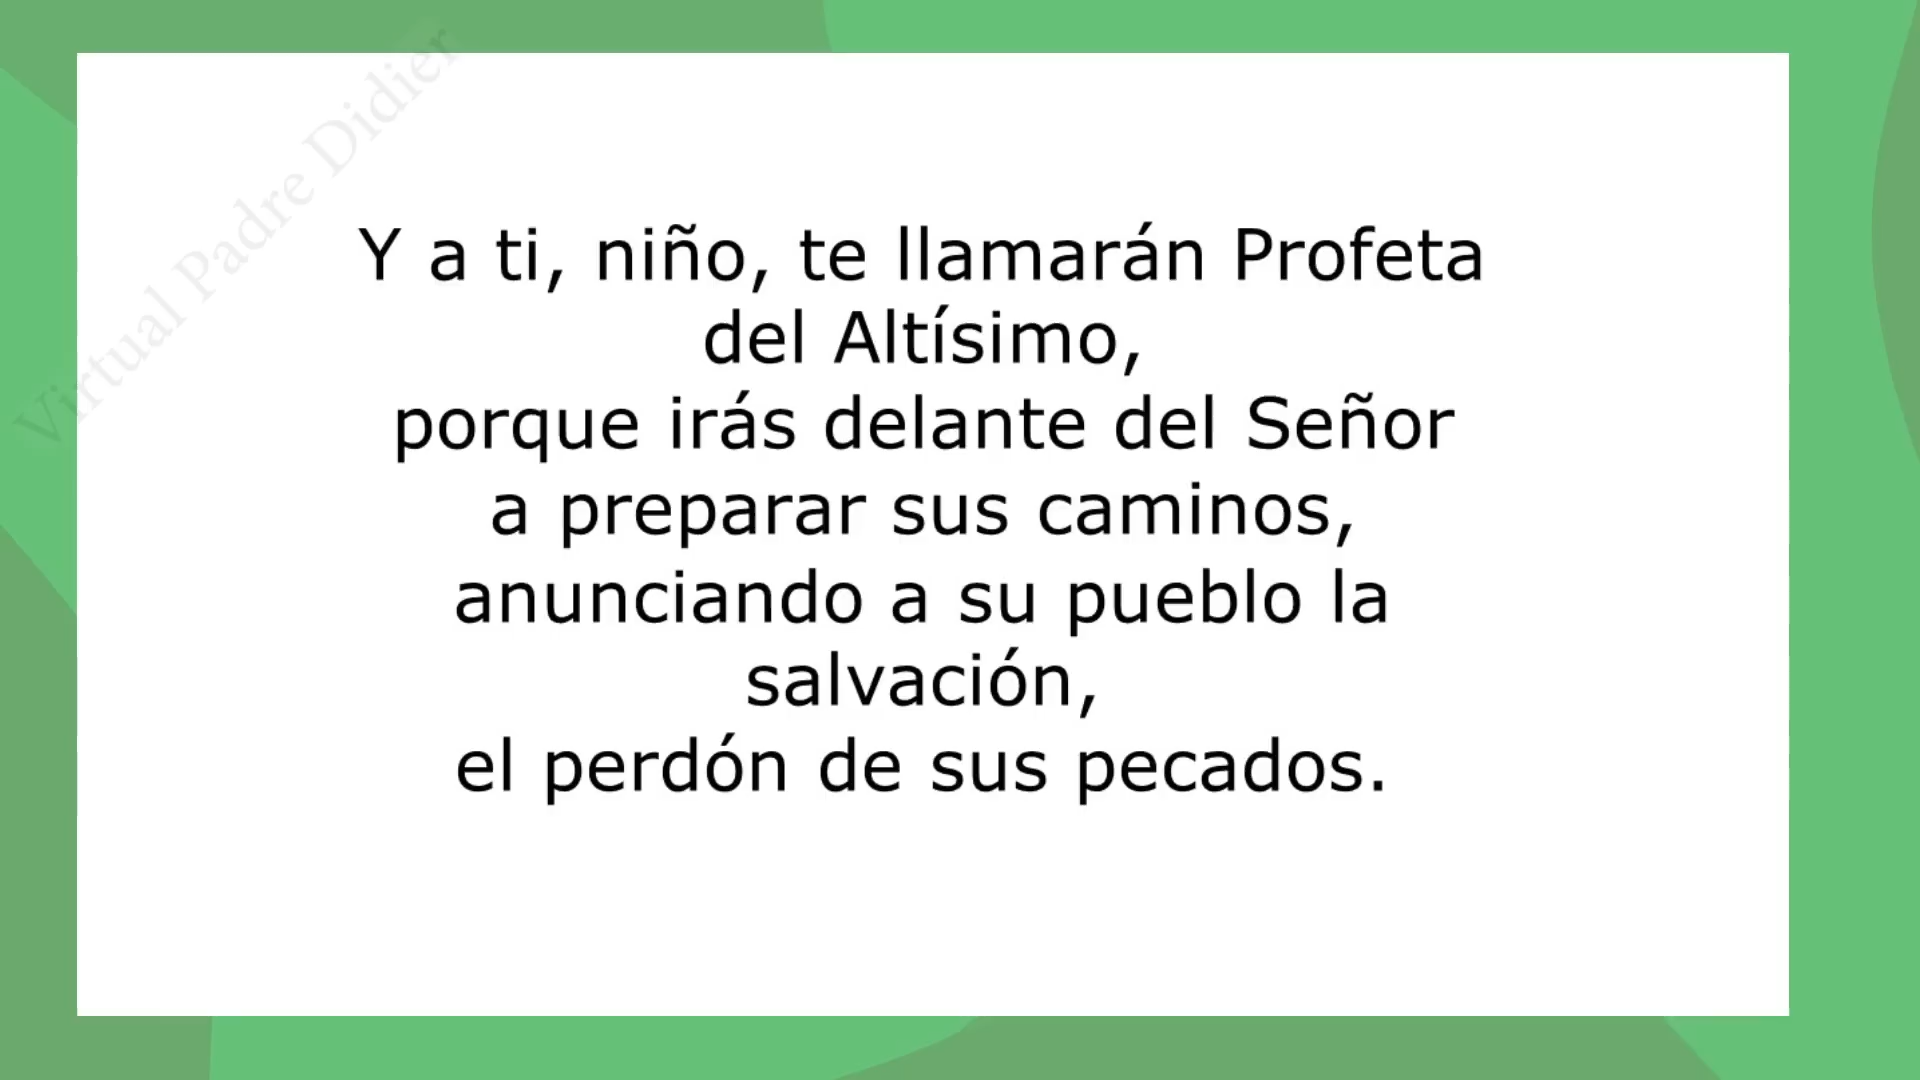 Virtual Padre Didier
Y a ti, niño, te llamarán Profeta
del Altísimo,
porque irás delante del Señor
a preparar sus caminos,
anunciando a su pueblo la
salvación,
el perdón de sus pecados.